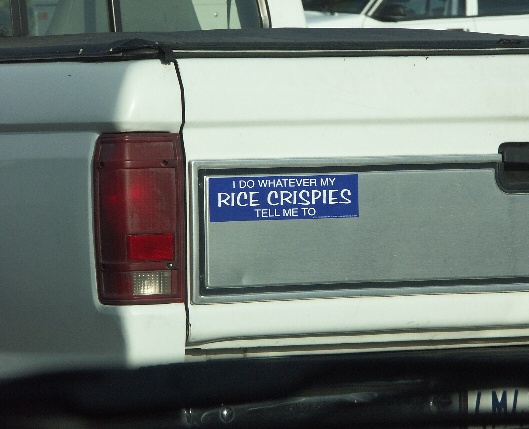 I DO WHATEVER MY
RICE CRISPIES
TELL ME TO